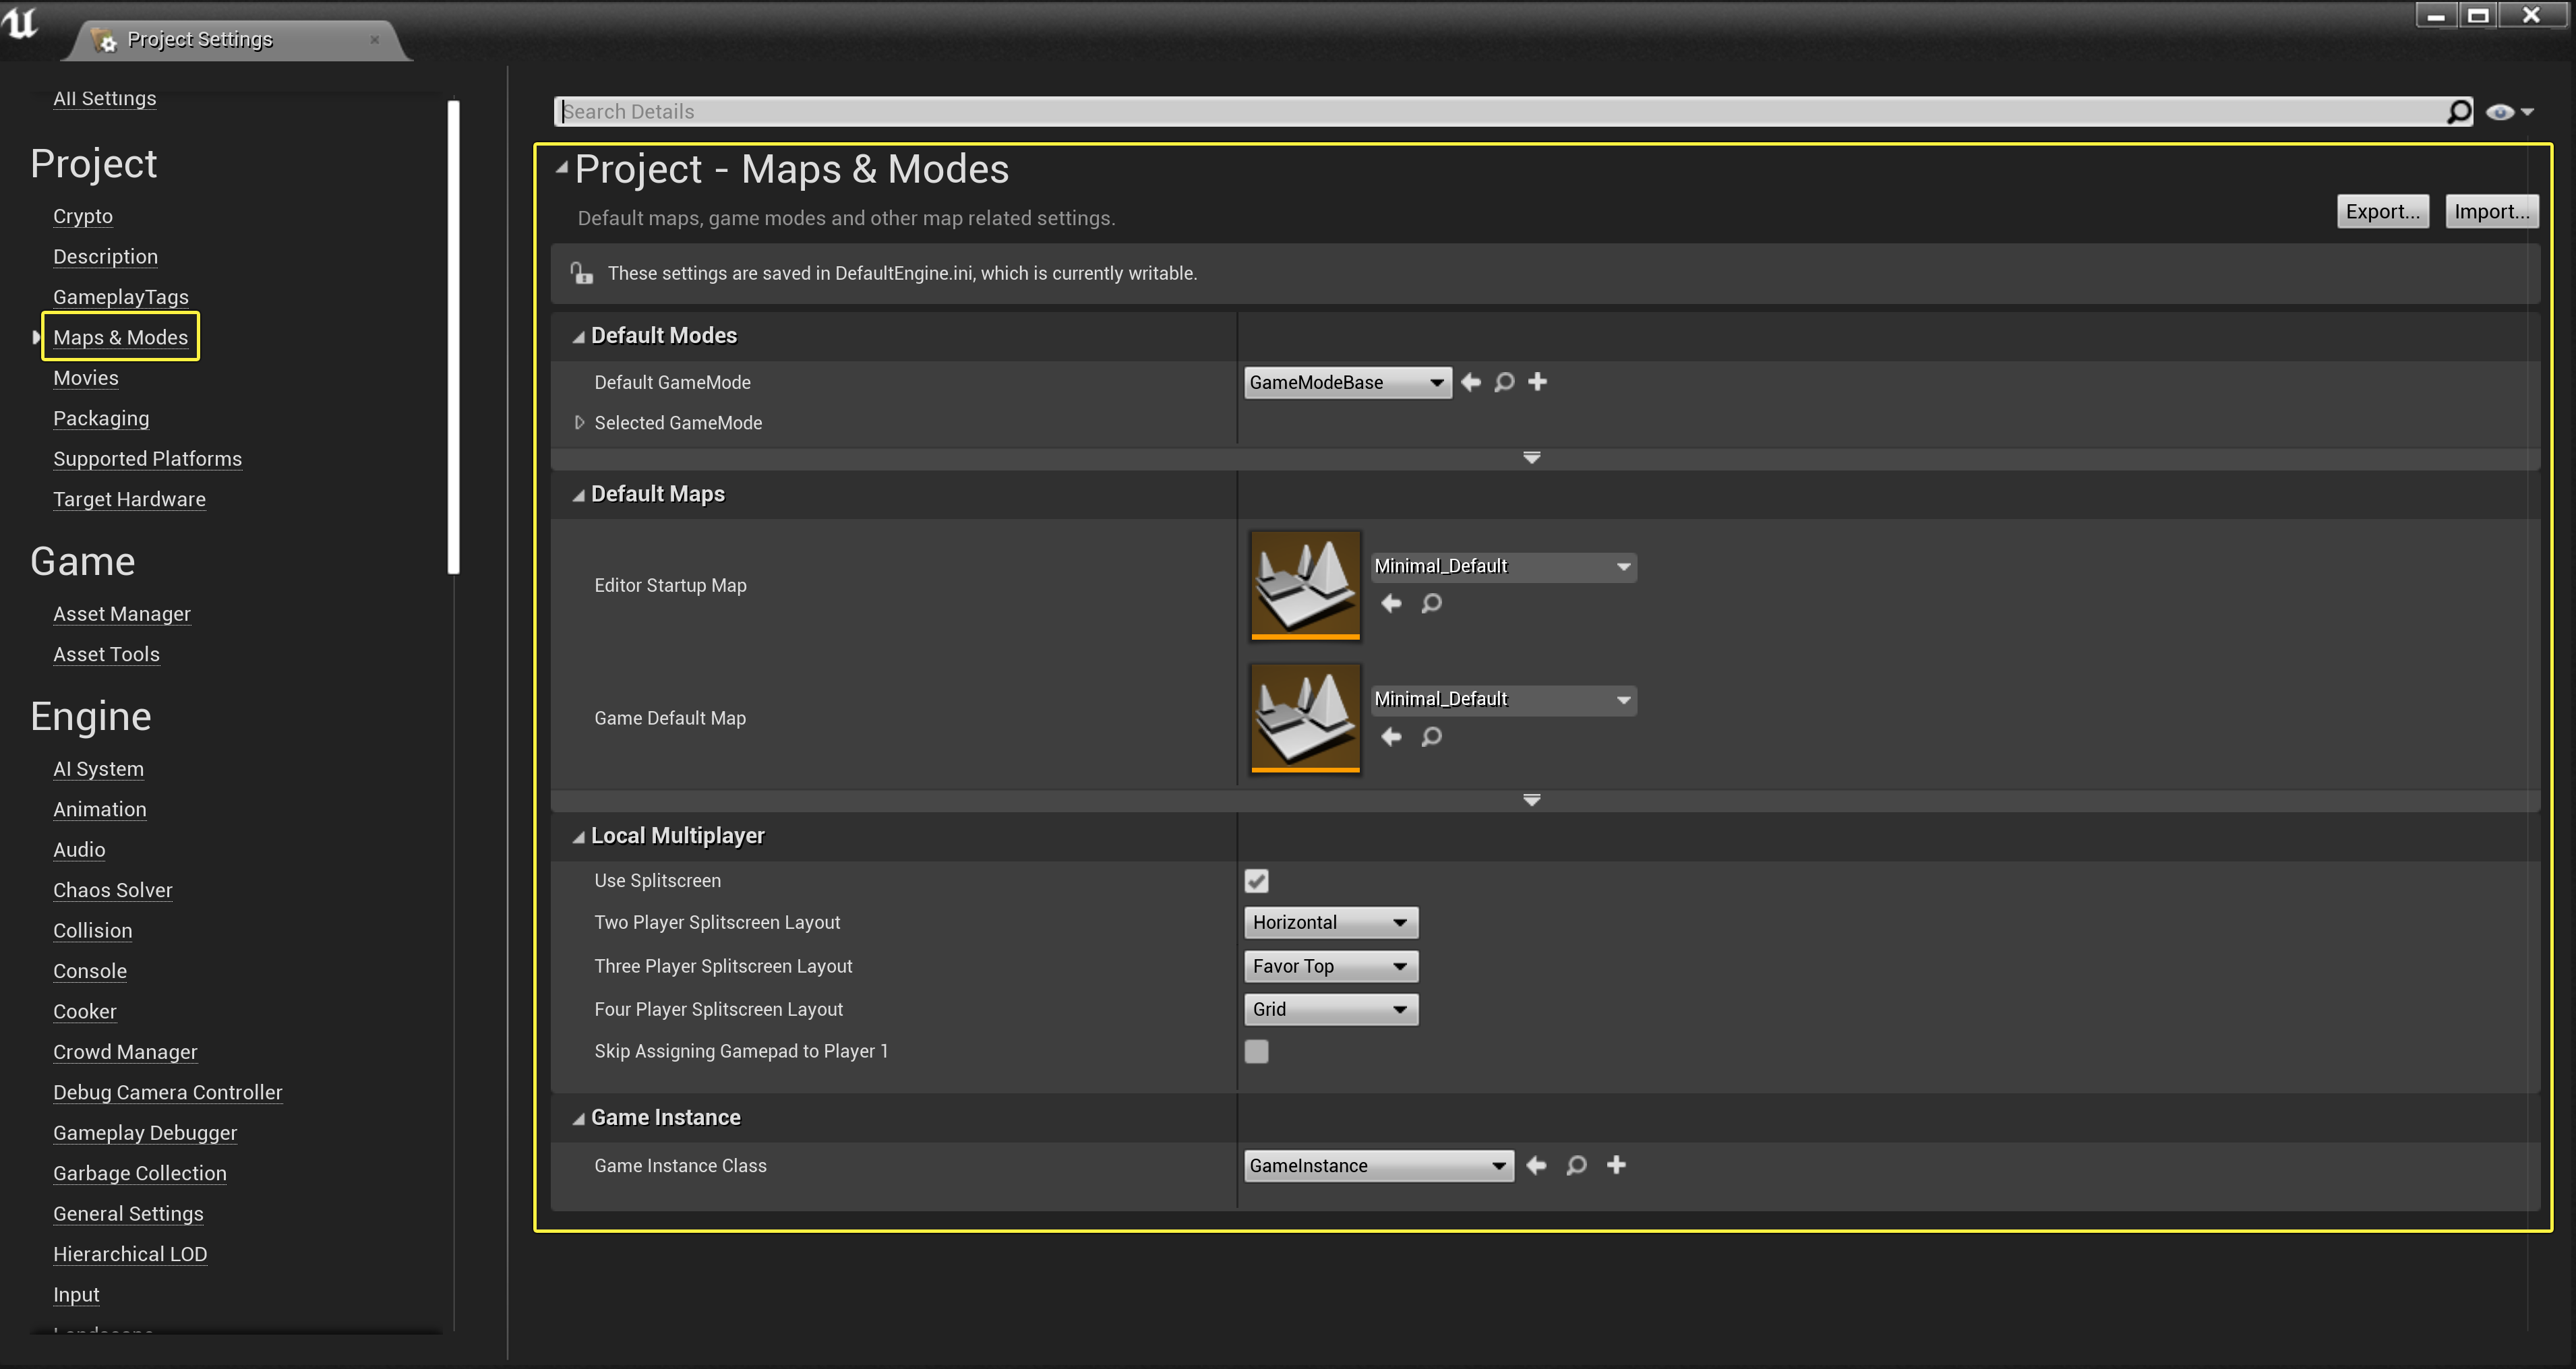 Project Settings
All Settings
Project
Crypto
Description
GameplayTags
Maps & Modes
Movies
Packaging
Supported Platforms
Target Hardware
Game
Asset Manager
Asset Tools
Engine
AI System
Animation
Audio
Chaos Solver
Collision
Console
Cooker
Crowd Manager
Debug Camera Controller
Gameplay Debugger
Garbage Collection
General Settings
Hierarchical LOD
Input
Search Details
Project - Maps & Modes
Default maps, game modes and other map related settings.
Export...
Import...
These settings are saved in DefaultEngine.ini, which is currently writable.
Default Modes
Default GameMode
GameModeBase
Selected GameMode
Default Maps
Editor Startup Map
Minimal_Default
Game Default Map
Minimal_Default
Local Multiplayer
Use Splitscreen
Two Player Splitscreen Layout
Horizontal
Three Player Splitscreen Layout
Favor Top
Four Player Splitscreen Layout
Grid
Skip Assigning Gamepad to Player 1
Game Instance
Game Instance Class
GameInstance